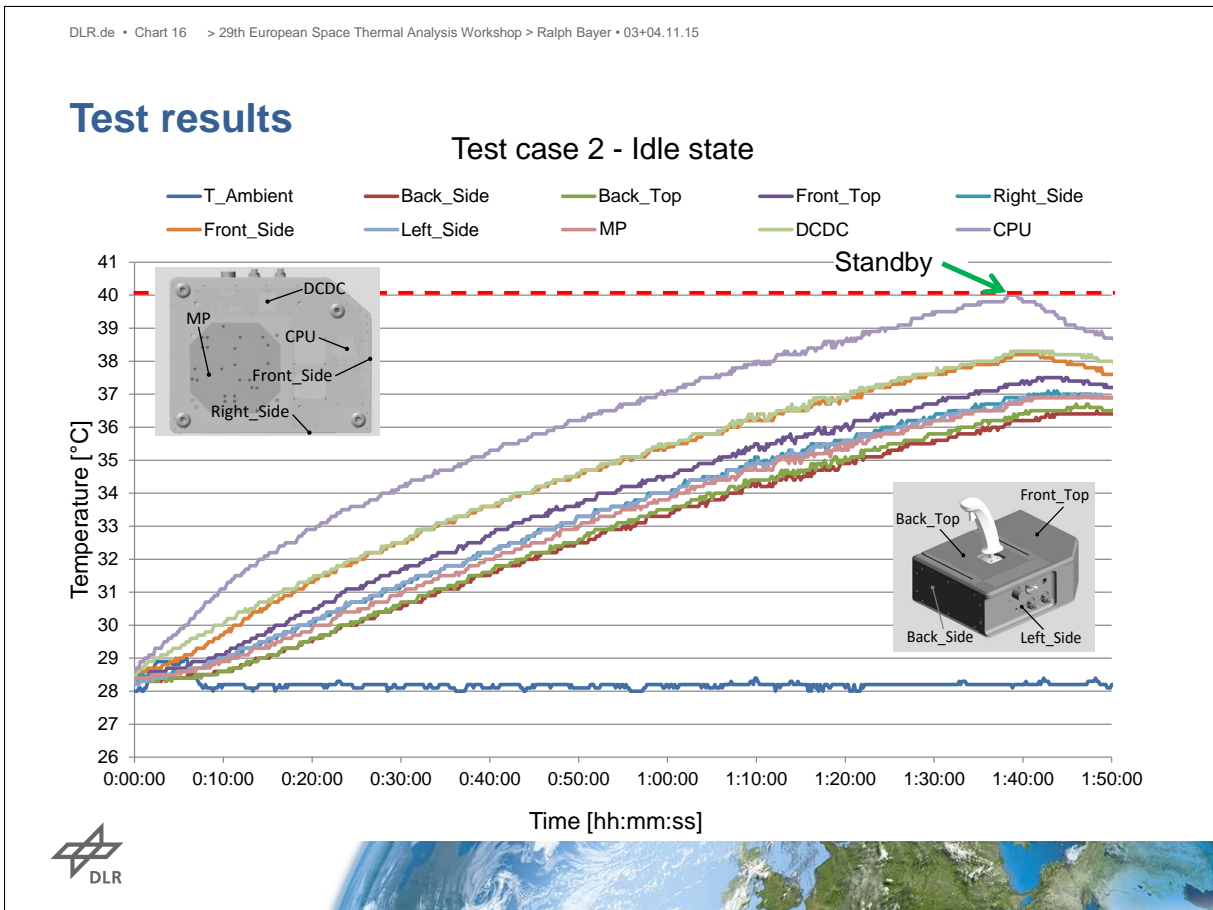 DLR.de • Chart 16 > 29th European Space Thermal Analysis Workshop > Ralph Bayer • 03+04.11.15
Test results
Test case 2 - Idle state
T_Ambient Back_Side Back_Top Front_Top Right_Side
Front_Side Left_Side MP DCDC CPU
Standby
41
40
39
38
37
36
35
34
33
32
31
30
29
28
27
26
Temperature [°C]
DCDC
MP
CPU
Front_Side
Right_Side
Front_Top
Back_Top
Back_Side
Left_Side
0:00:00 0:10:00 0:20:00 0:30:00 0:40:00 0:50:00 1:00:00 1:10:00 1:20:00 1:30:00 1:40:00 1:50:00
Time [hh:mm:ss]
DLR